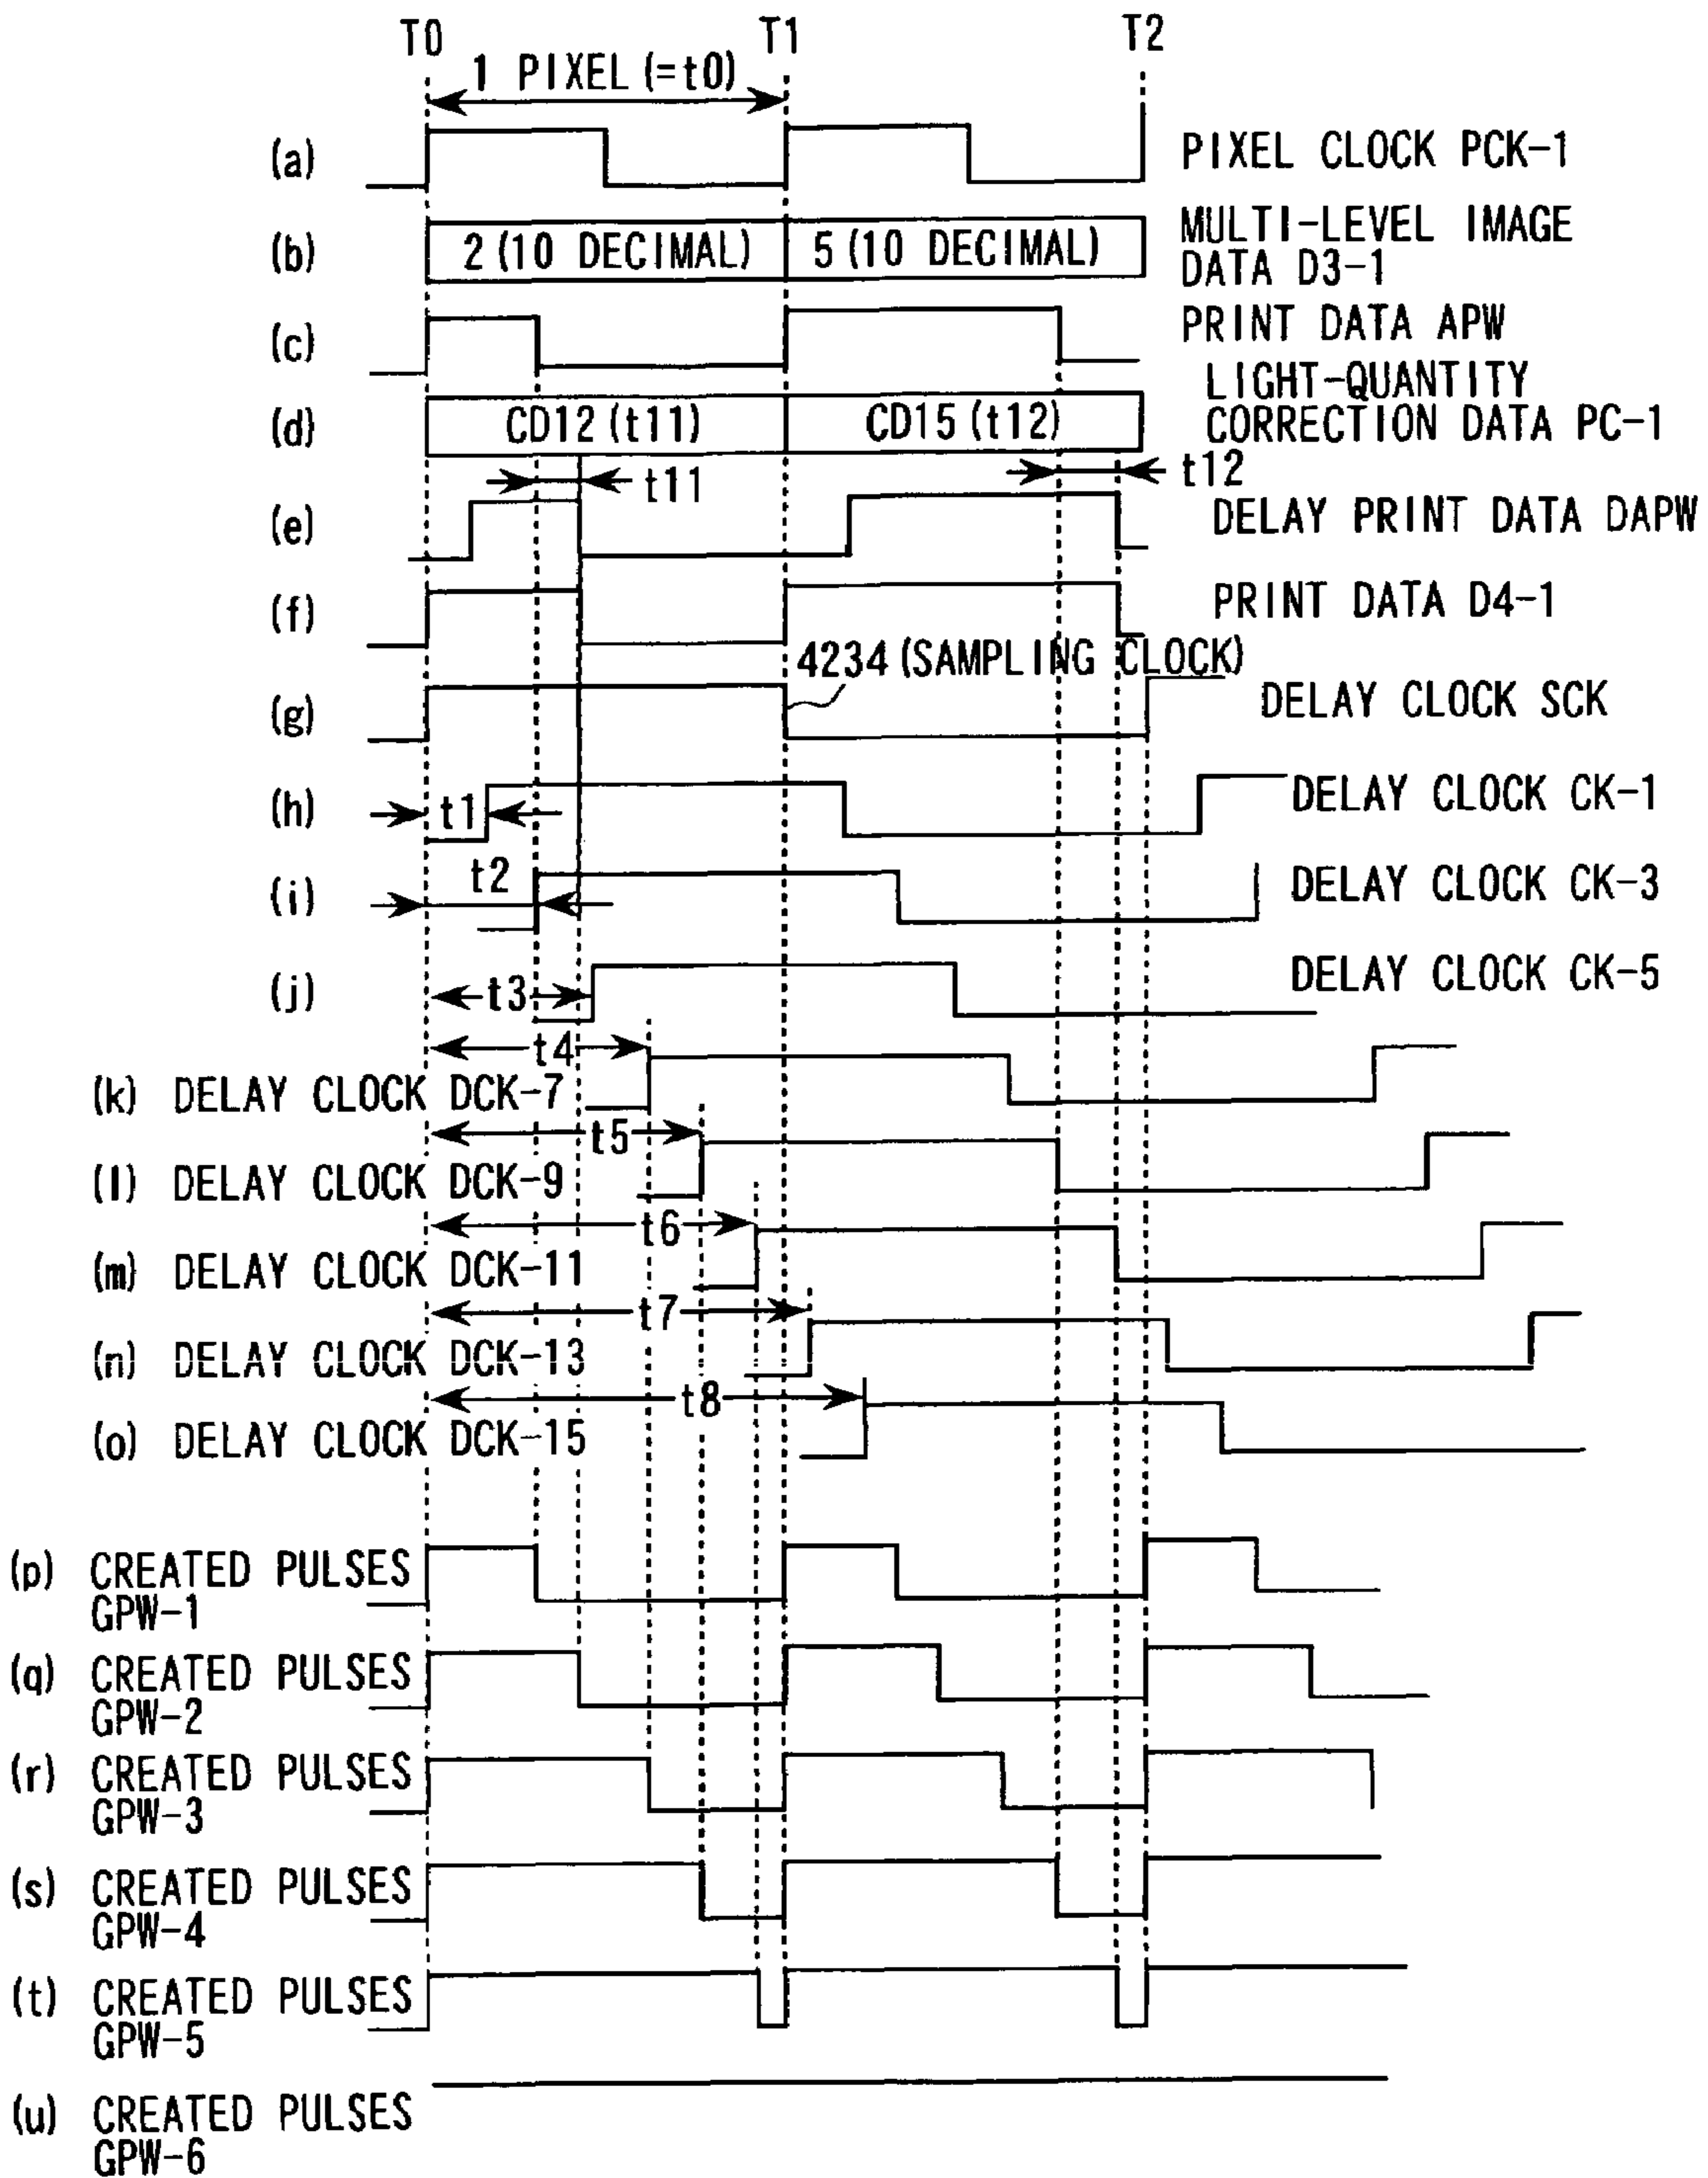 T0 T1 T2
1 PIXEL (=t0)
(a) PIXEL CLOCK PCK-1
(b) 2 (10 DECIMAL) 5 (10 DECIMAL) MULTI-LEVEL IMAGE
DATA D3-1
(c) PRINT DATA APW
(d) CD12 (t11) CD15 (t12) LIGHT-QUANTITY
CORRECTION DATA PC-1
t11 t12
(e) DELAY PRINT DATA DAPW
(f) PRINT DATA D4-1
4234 (SAMPLING CLOCK)
(g) DELAY CLOCK SCK
(h) t1 DELAY CLOCK CK-1
(i) t2 DELAY CLOCK CK-3
(j) t3 DELAY CLOCK CK-5
t4
(k) DELAY CLOCK DCK-7
t5
(l) DELAY CLOCK DCK-9
t6
(m) DELAY CLOCK DCK-11
t7
(n) DELAY CLOCK DCK-13
t8
(o) DELAY CLOCK DCK-15
(p) CREATED PULSES
GPW-1
(q) CREATED PULSES
GPW-2
(r) CREATED PULSES
GPW-3
(s) CREATED PULSES
GPW-4
(t) CREATED PULSES
GPW-5
(u) CREATED PULSES
GPW-6